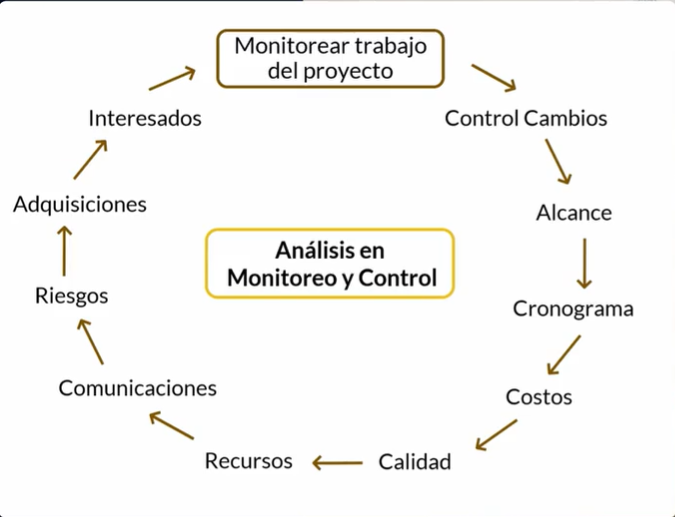 Monitorear trabajo
del proyecto
Control Cambios
Alcance
Cronograma
Costos
Calidad
Recursos
Comunicaciones
Riesgos
Adquisiciones
Interesados
Análisis en
Monitoreo y Control